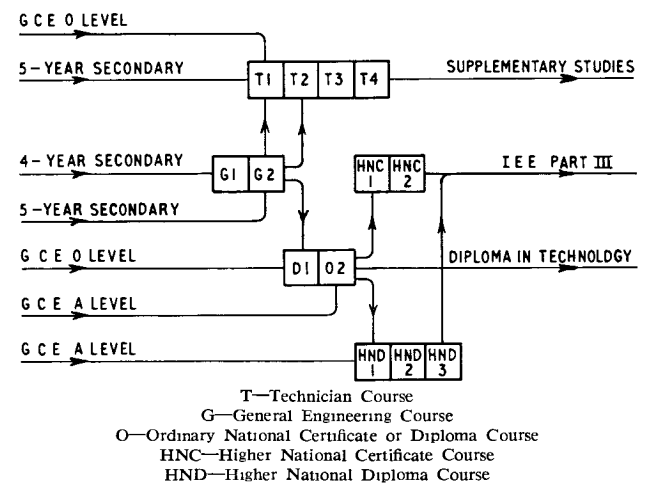 G C E O LEVEL
5-YEAR SECONDARY
T1 T2 T3 T4
SUPPLEMENTARY STUDIES
4-YEAR SECONDARY
G1 G2
HNC 1
HNC 2
IEE PART III
5-YEAR SECONDARY
G C E O LEVEL
D1 O2
DIPLOMA IN TECHNOLOGY
G C E A LEVEL
G C E A LEVEL
HND 1
HND 2
HND 3
T—Technician Course
G—General Engineering Course
O—Ordinary National Certificate or Diploma Course
HNC—Higher National Certificate Course
HND—Higher National Diploma Course